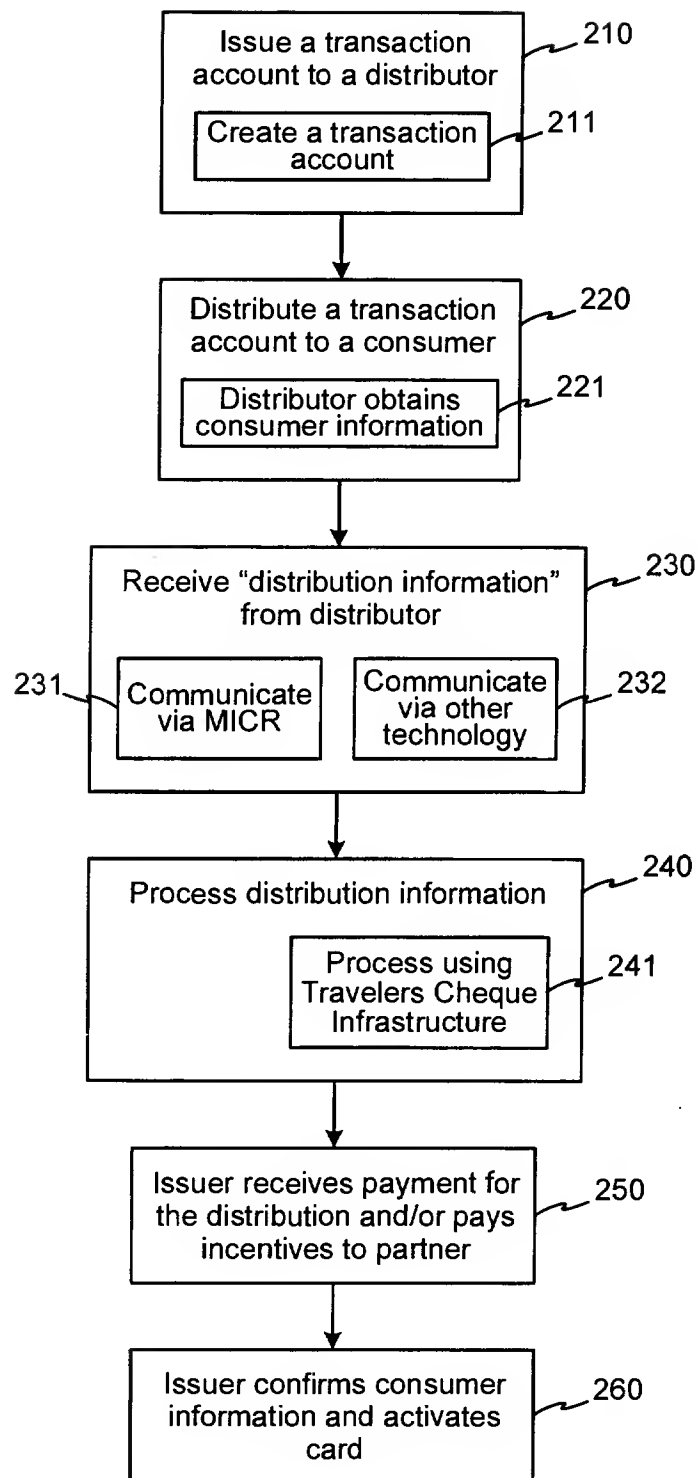 Issue a transaction
account to a distributor
210
Create a transaction
account
211
Distribute a transaction
account to a consumer
220
Distributor obtains
consumer information
221
Receive “distribution information”
from distributor
230
231
Communicate
via MICR
Communicate
via other
technology
232
Process distribution information
240
Process using
Travelers Cheque
Infrastructure
241
Issuer receives payment for
the distribution and/or pays
incentives to partner
250
Issuer confirms consumer
information and activates
card
260